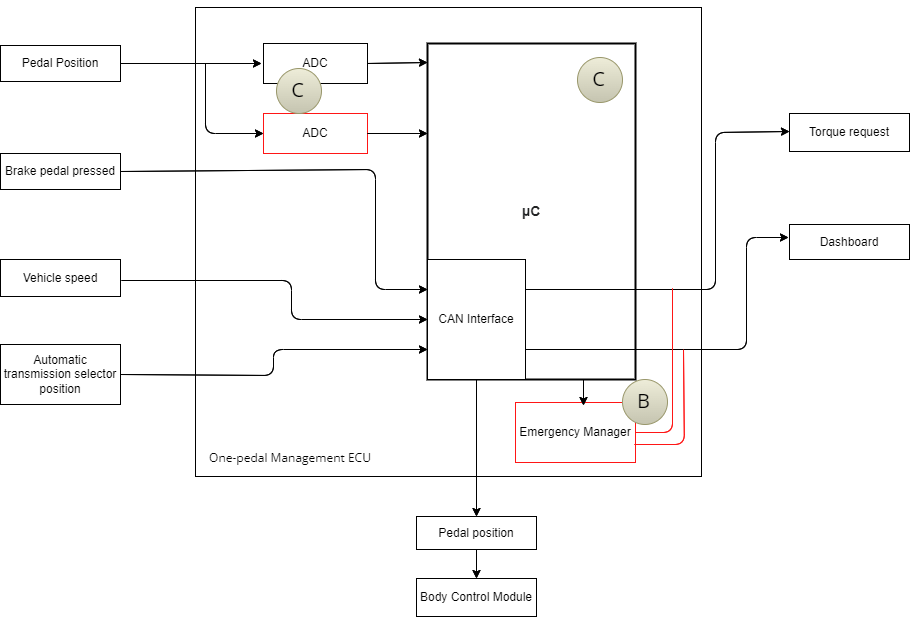 Pedal Position
ADC
C
ADC
C
Brake pedal pressed
µC
Torque request
Dashboard
Vehicle speed
CAN Interface
Automatic
transmission selector
position
B
Emergency Manager
One-pedal Management ECU
Pedal position
Body Control Module